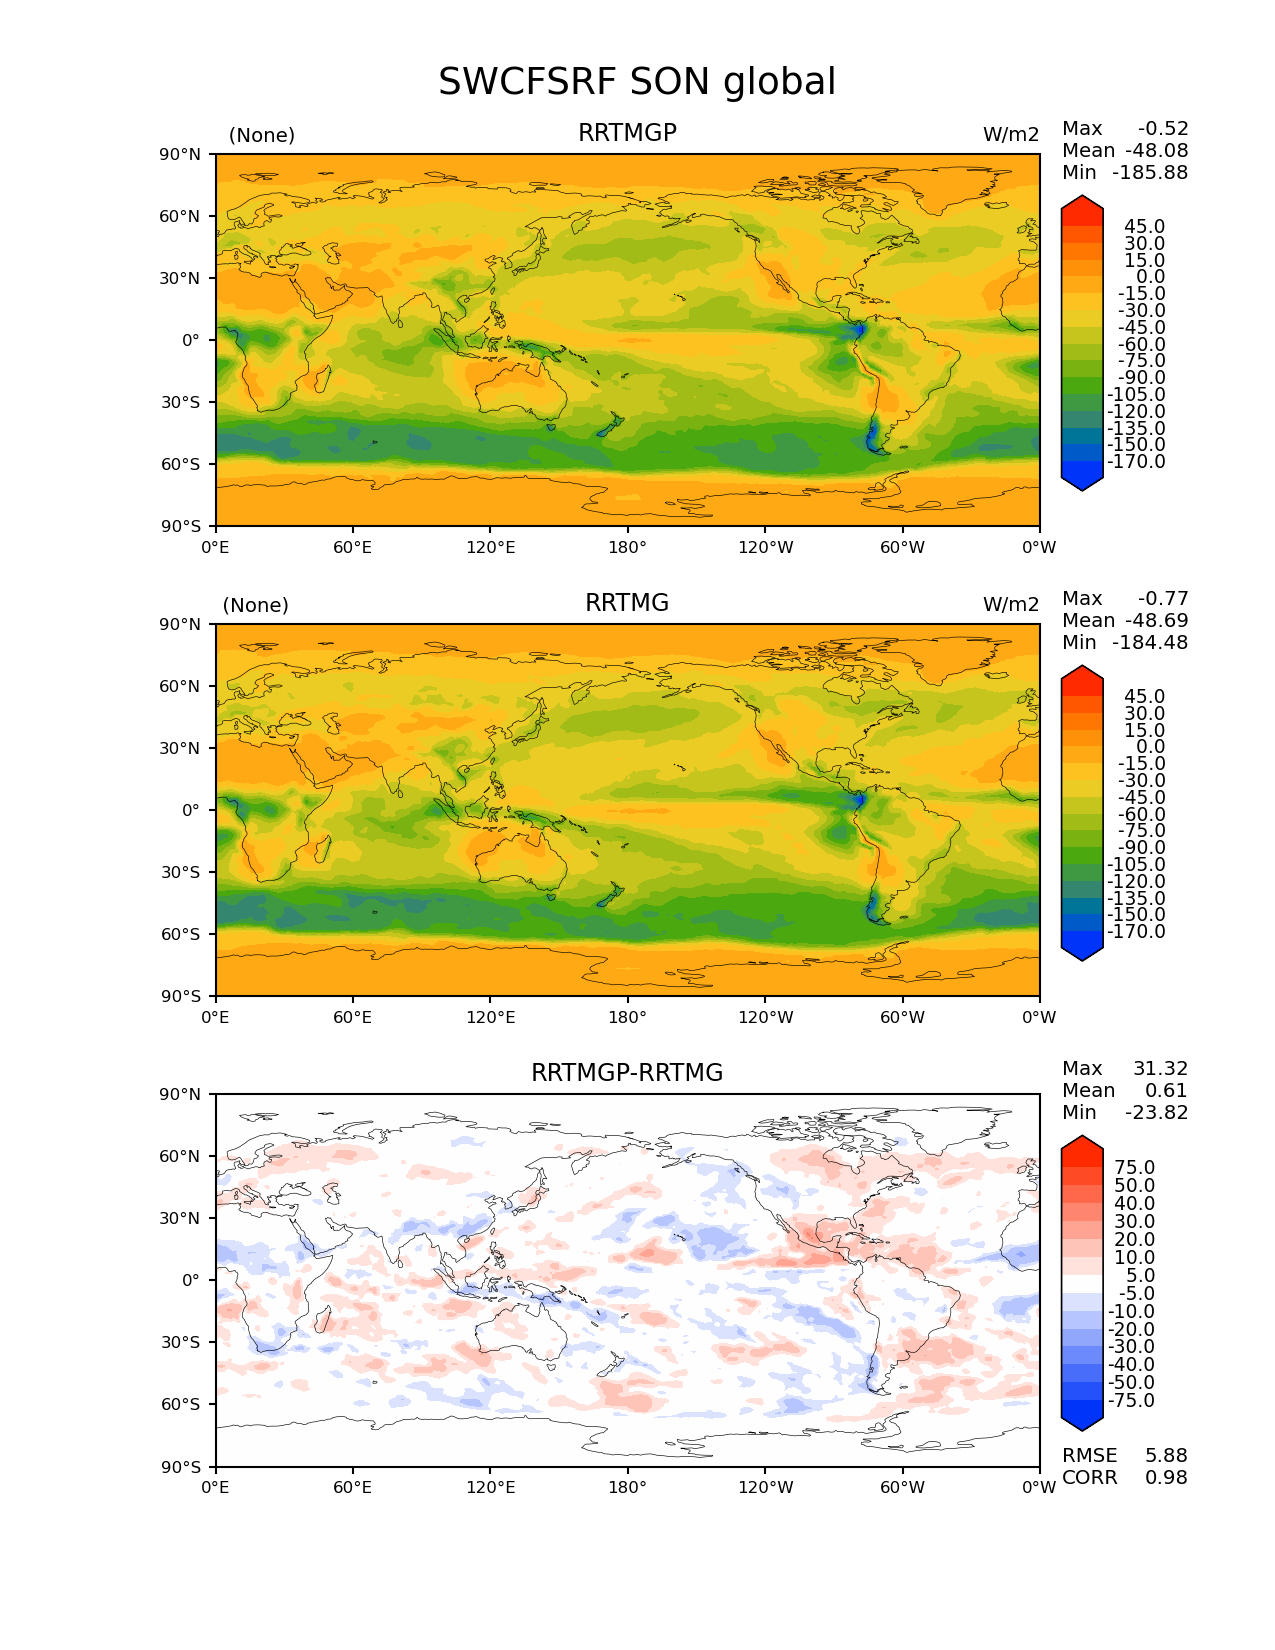 SWCFSRF SON global
(None) RRTMGP W/m2
Max -0.52
Mean -48.08
Min -185.88
90°N
60°N
30°N
0°
30°S
60°S
90°S
0°E 60°E 120°E 180° 120°W 60°W 0°W
45.0
30.0
15.0
0.0
-15.0
-30.0
-45.0
-60.0
-75.0
-90.0
-105.0
-120.0
-135.0
-150.0
-170.0
(None) RRTMG W/m2
Max -0.77
Mean -48.69
Min -184.48
90°N
60°N
30°N
0°
30°S
60°S
90°S
0°E 60°E 120°E 180° 120°W 60°W 0°W
45.0
30.0
15.0
0.0
-15.0
-30.0
-45.0
-60.0
-75.0
-90.0
-105.0
-120.0
-135.0
-150.0
-170.0
RRTMGP-RRTMG
Max 31.32
Mean 0.61
Min -23.82
90°N
60°N
30°N
0°
30°S
60°S
90°S
0°E 60°E 120°E 180° 120°W 60°W 0°W
75.0
50.0
40.0
30.0
20.0
10.0
5.0
-5.0
-10.0
-20.0
-30.0
-40.0
-50.0
-75.0
RMSE 5.88
CORR 0.98